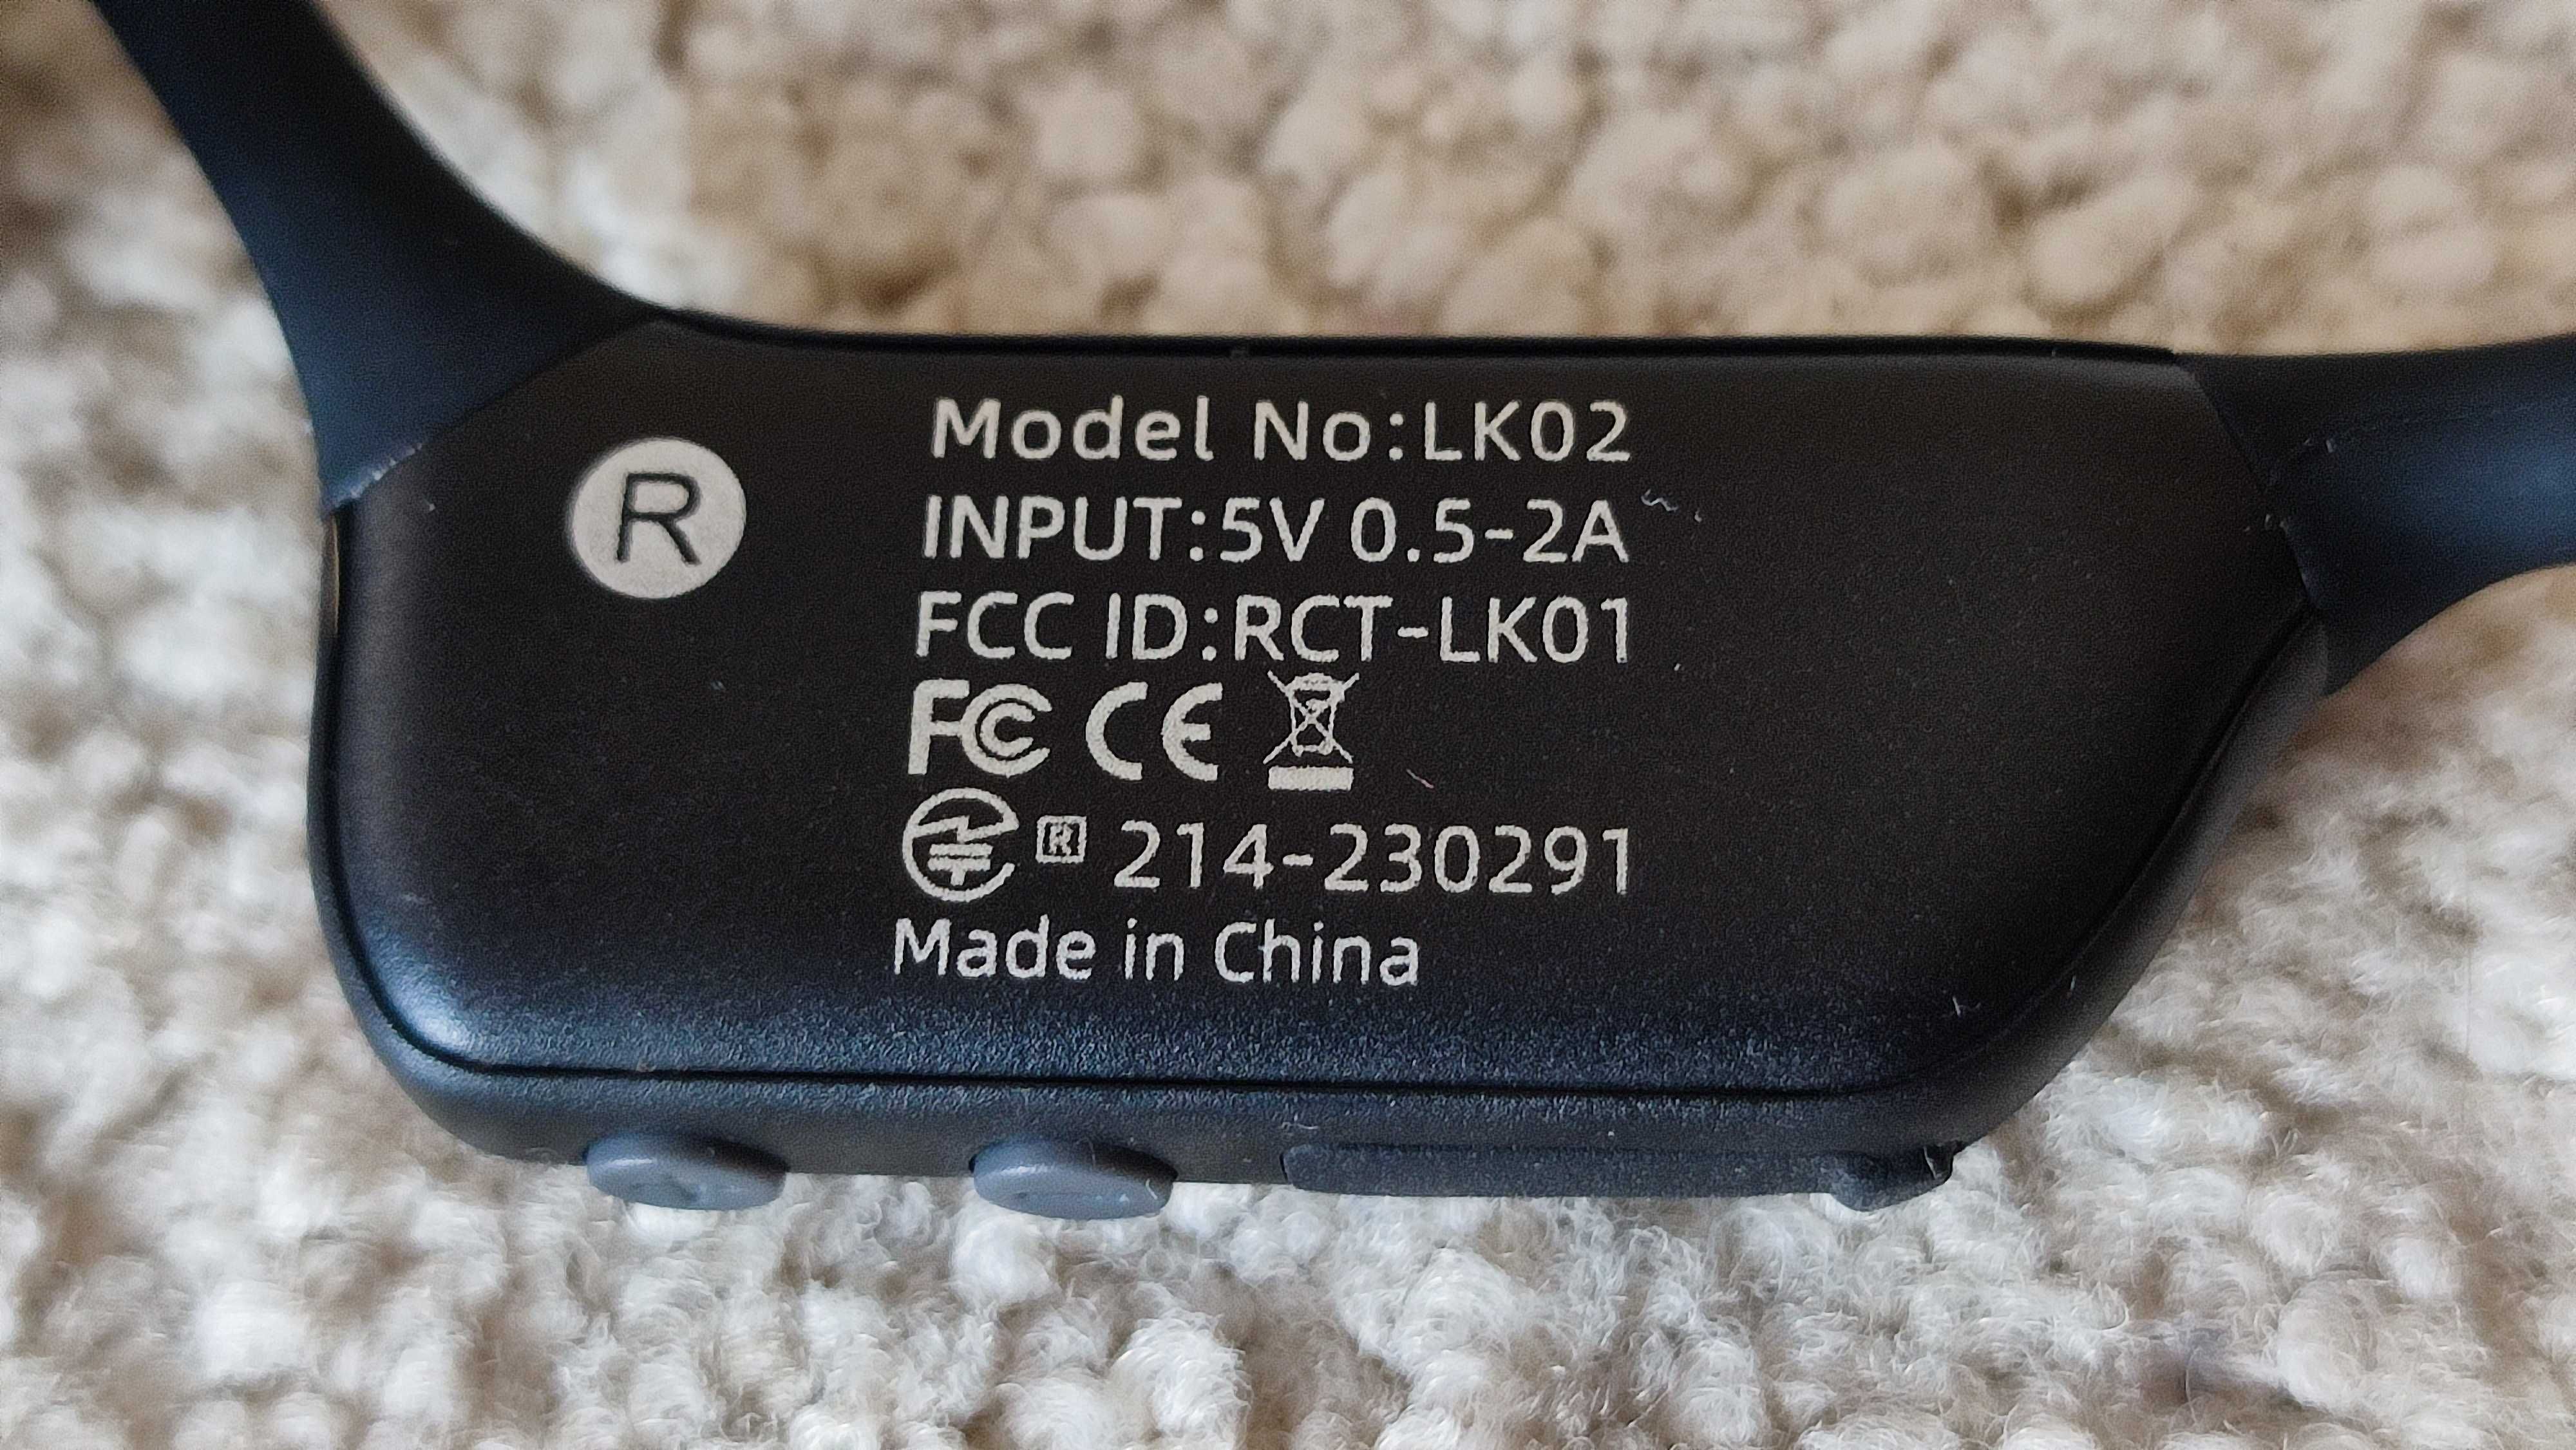 R
Model No:LK02
INPUT:5V 0.5-2A
FCC ID:RCT-LK01
FC CE
R 214-230291
Made in China